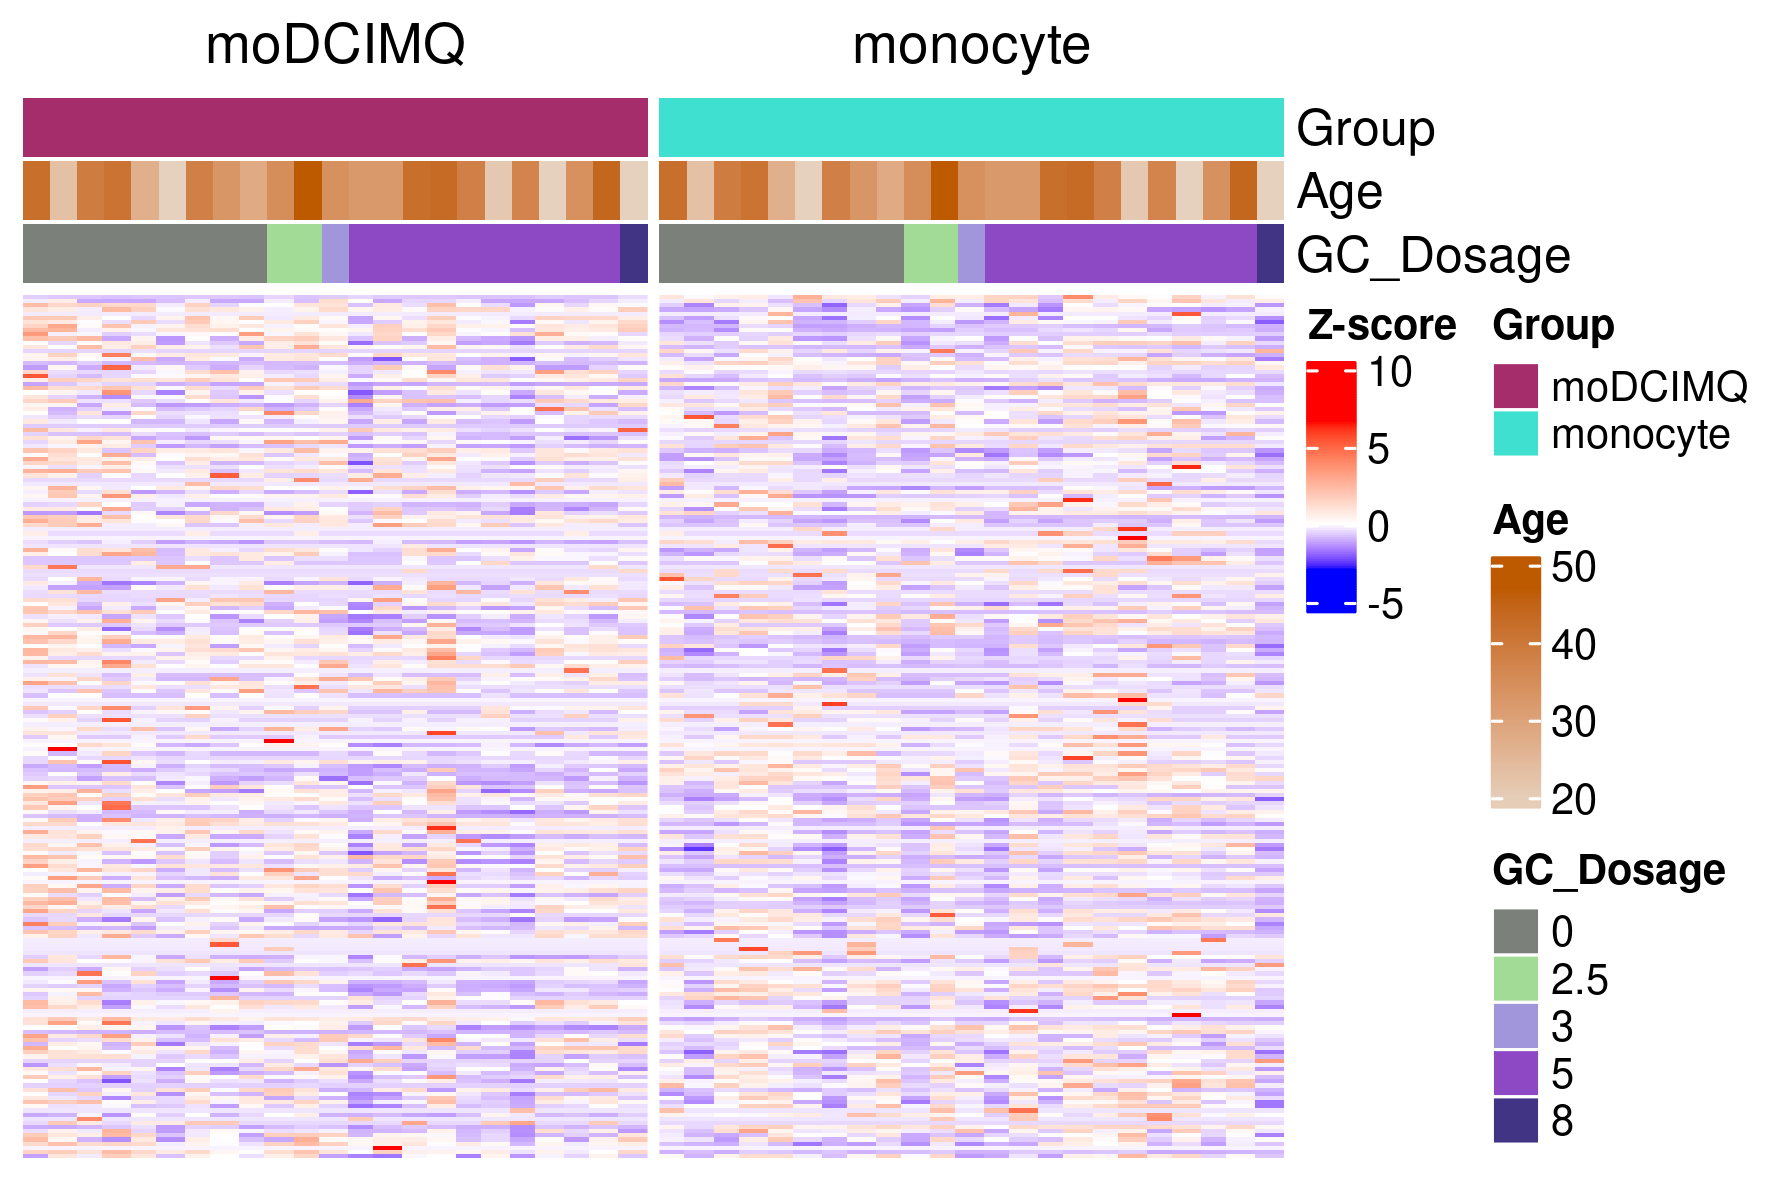 moDCIMQ monocyte
Group
Age
GC_Dosage
Z-score
10
5
0
-5
Group
moDCIMQ
monocyte
Age
50
40
30
20
GC_Dosage
0
2.5
3
5
8